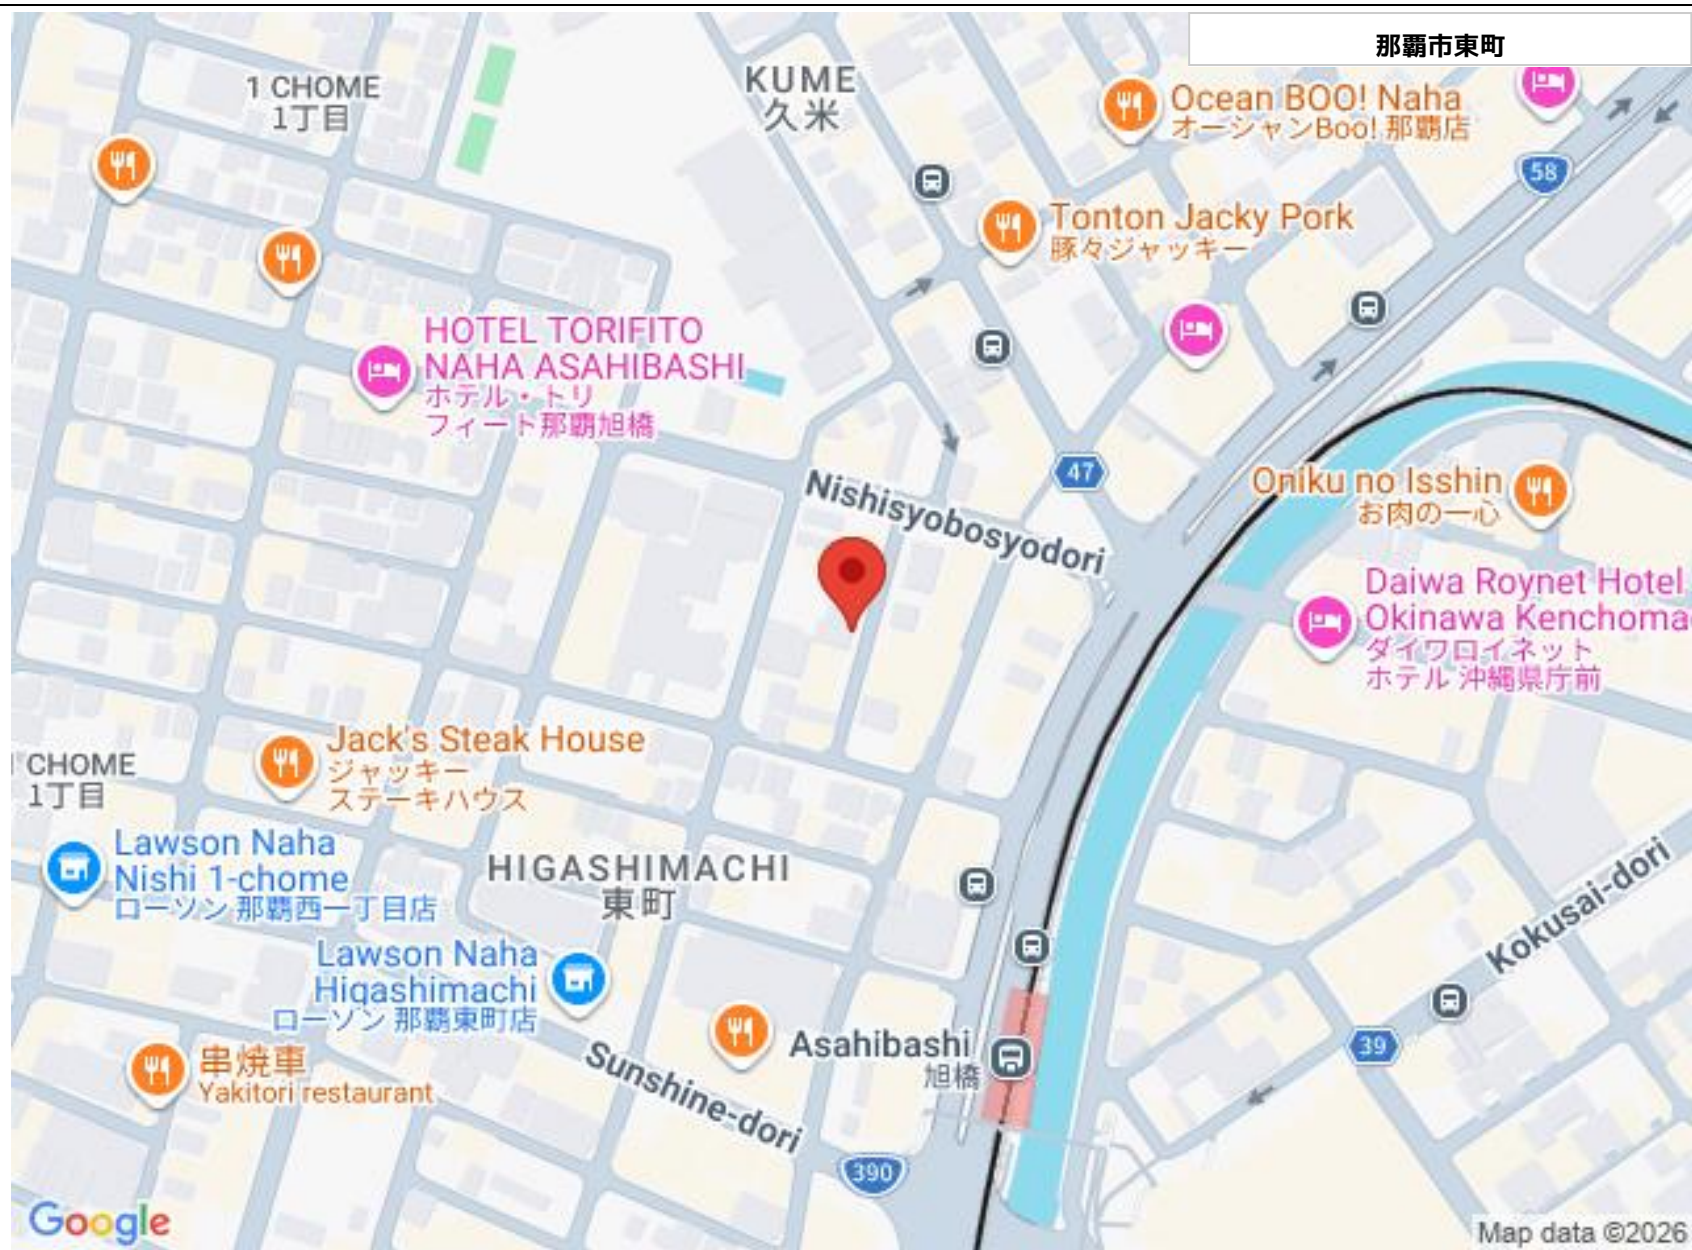 那覇市東町
1 CHOME
1丁目
KUME
久米
Ocean BOO! Naha
オーシャンBoo! 那覇店
58
Tonton Jacky Pork
豚々ジャッキー
HOTEL TORIFITO
NAHA ASAHIBASHI
ホテル・トリ
フィート那覇旭橋
47
Nishisyobosyodori
Oniku no Isshin
お肉の一心
Daiwa Roynet Hotel
Okinawa Kenchoma
ダイワロイネット
ホテル 沖縄県庁前
Jack's Steak House
ジャッキー
ステーキハウス
CHOME
1丁目
Lawson Naha
Nishi 1-chome
ローソン 那覇西一丁目店
HIGASHIMACHI
東町
Kokusai-dori
Lawson Naha
Higashimachi
ローソン 那覇東町店
Asahibashi
旭橋
39
串焼車
Yakitori restaurant
Sunshine-dori
390
Google
Map data ©2026